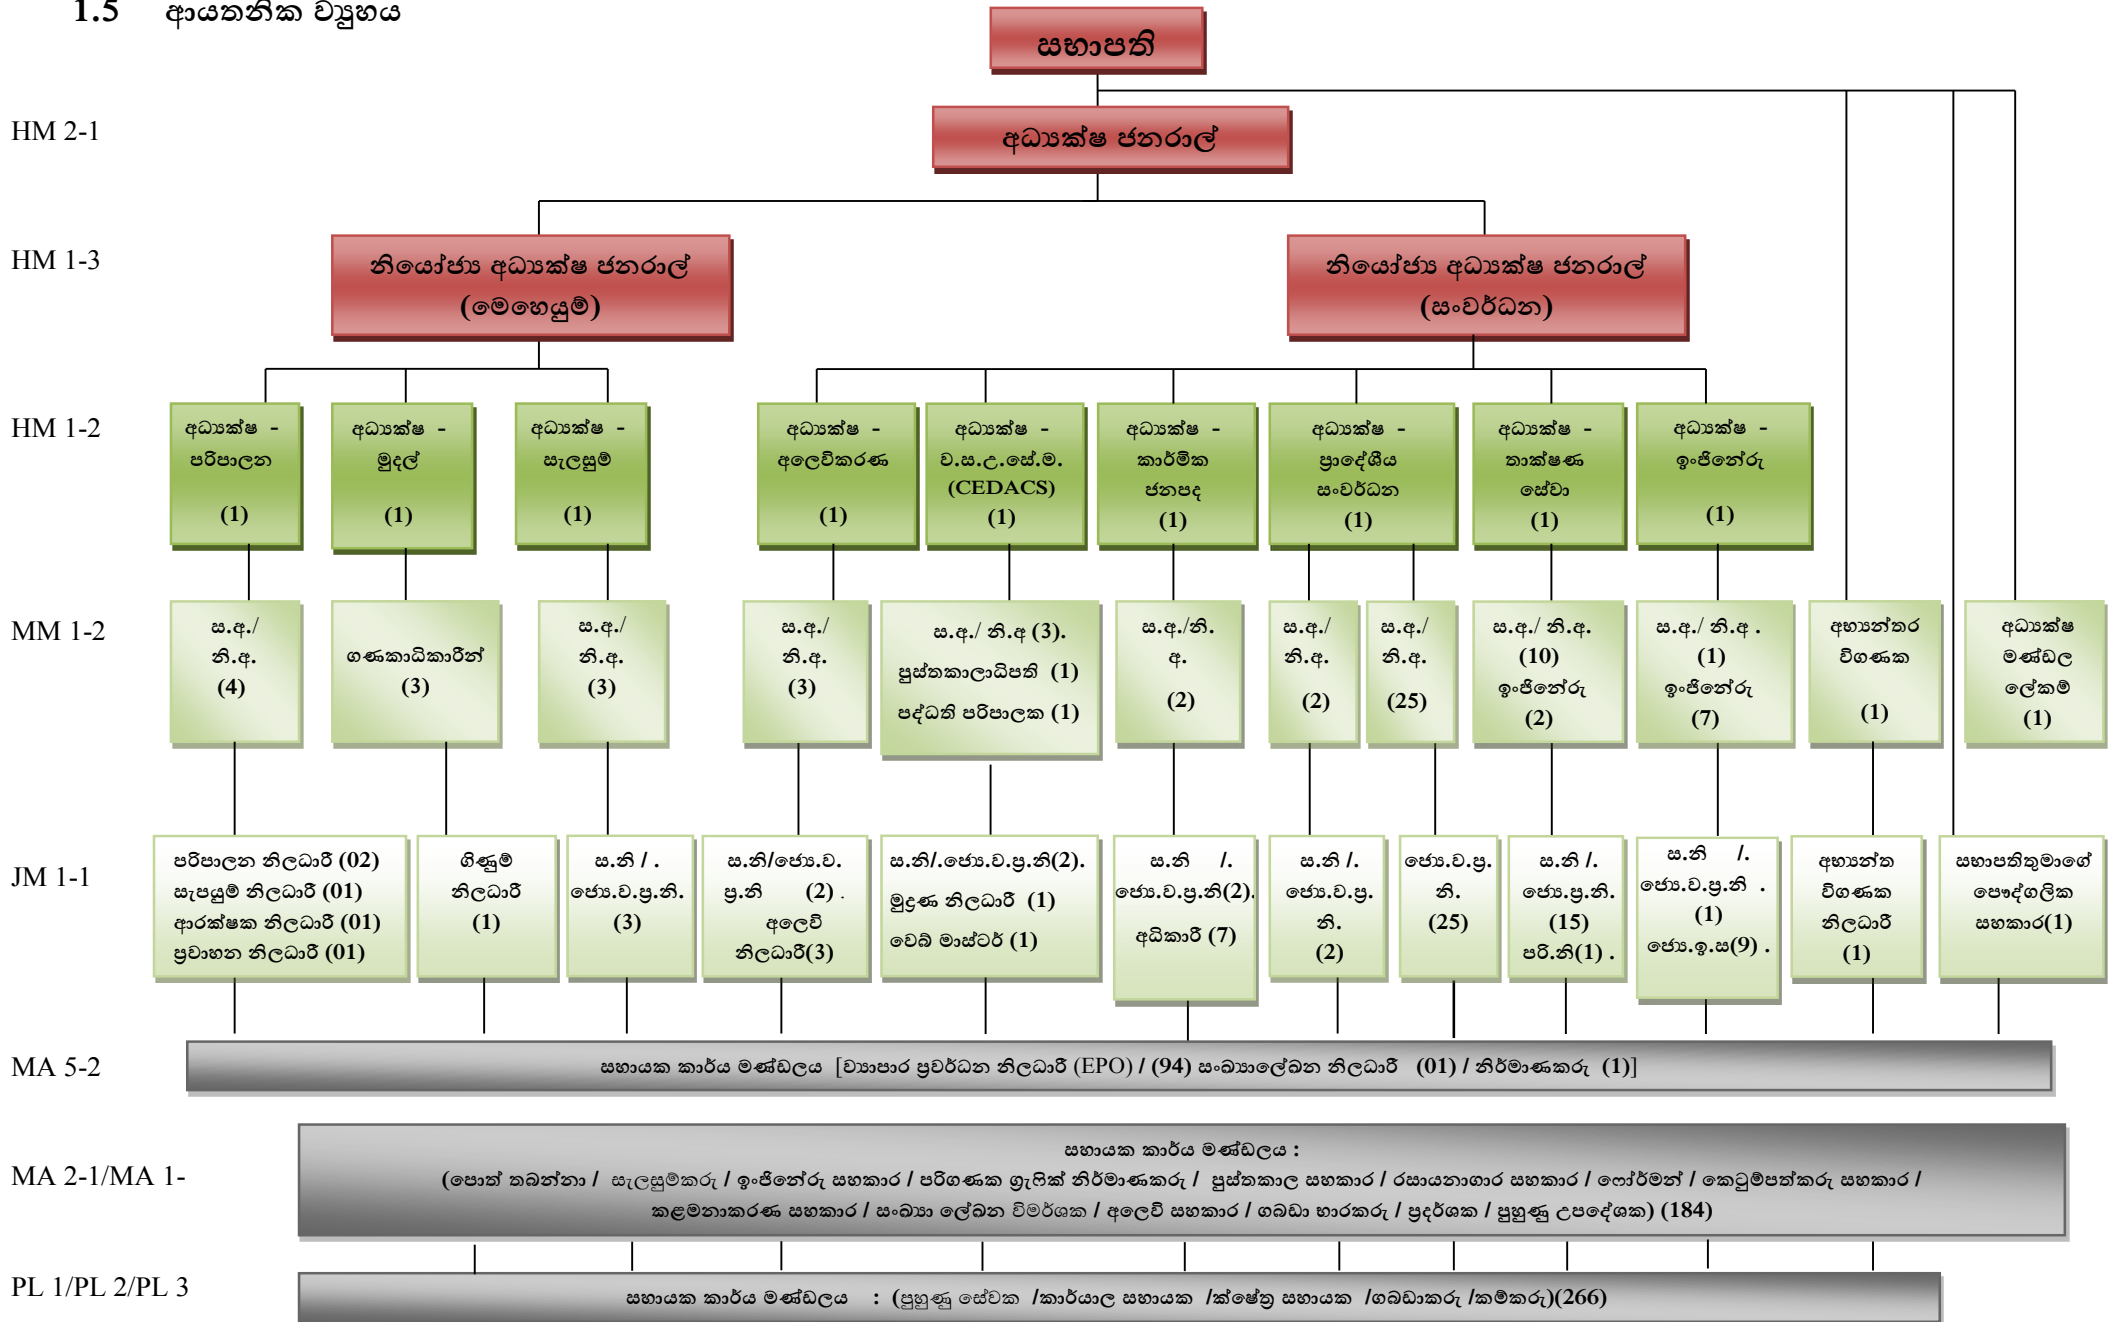 1.5 ආයතනික ව්‍යුහය
සභාපති
HM 2-1
අධ්‍යක්ෂ ජනරාල්
HM 1-3
නියෝජ්‍ය අධ්‍යක්ෂ ජනරාල්
(මෙහෙයුම්)
නියෝජ්‍ය අධ්‍යක්ෂ ජනරාල්
(සංවර්ධන)
HM 1-2
අධ්‍යක්ෂ -
පරිපාලන
(1)
අධ්‍යක්ෂ -
මුදල්
(1)
අධ්‍යක්ෂ -
සැලසුම්
(1)
අධ්‍යක්ෂ -
අලෙවිකරණ
(1)
අධ්‍යක්ෂ -
ව.ස.උ.සේ.ම.
(CEDACS)
(1)
අධ්‍යක්ෂ -
කාර්මික
ජනපද
(1)
අධ්‍යක්ෂ -
ප්‍රාදේශීය
සංවර්ධන
(1)
අධ්‍යක්ෂ -
තාක්ෂණ
සේවා
(1)
අධ්‍යක්ෂ -
ඉංජිනේරු
(1)
MM 1-2
ස.අ./
නි.අ.
(4)
ගණකාධිකාරීන්
(3)
ස.අ./
නි.අ.
(3)
ස.අ./
නි.අ.
(3)
ස.අ./ නි.අ (3).
පුස්තකාලාධිපති (1)
පද්ධති පරිපාලක (1)
ස.අ./නි.
අ.
(2)
ස.අ./
නි.අ.
(2)
ස.අ./
නි.අ.
(25)
ස.අ./ නි.අ.
(10)
ඉංජිනේරු
(2)
ස.අ./ නි.අ .
(1)
ඉංජිනේරු
(7)
අභ්‍යන්තර
විගණක
(1)
අධ්‍යක්ෂ
මණ්ඩල
ලේකම්
(1)
JM 1-1
පරිපාලන නිලධාරී (02)
සැපයුම් නිලධාරී (01)
ආරක්ෂක නිලධාරී (01)
ප්‍රවාහන නිලධාරී (01)
ගිණුම්
නිලධාරී
(1)
ස.නි / .
ජ්‍යෙ.ව.ප්‍ර.නි.
(3)
ස.නි/ජ්‍යෙ.ව.
ප්‍ර.නි (2) .
අලෙවි
නිලධාරී(3)
ස.නි/.ජ්‍යෙ.ව.ප්‍ර.නි(2).
මුද්‍රණ නිලධාරී (1)
වෙබ් මාස්ටර් (1)
ස.නි /.
ජ්‍යෙ.ව.ප්‍ර.නි(2).
අධිකාරී (7)
ස.නි /.
ජ්‍යෙ.ව.ප්‍ර.
නි.
(2)
ජ්‍යෙ.ව.ප්‍ර.
නි.
(25)
ස.නි /.
ජ්‍යෙ.ප්‍ර.නි.
(15)
පරි.නි(1) .
ස.නි /.
ජ්‍යෙ.ව.ප්‍ර.නි .
(1)
ජ්‍යෙ.ඉ.ස(9) .
අභ්‍යන්ත
විගණක
නිලධාරී
(1)
සභාපතිතුමාගේ
පෞද්ගලික
සහකාර(1)
MA 5-2
සහායක කාර්ය මණ්ඩලය [ව්‍යාපාර ප්‍රවර්ධන නිලධාරී (EPO) / (94) සංඛ්‍යාලේඛන නිලධාරී (01) / නිර්මාණකරු (1)]
MA 2-1/MA 1-
සහායක කාර්ය මණ්ඩලය :
(පොත් තබන්නා / සැලසුම්කරු / ඉංජිනේරු සහකාර / පරිගණක ග්‍රැෆික් නිර්මාණකරු / පුස්තකාල සහකාර / රසායනාගාර සහකාර / ෆෝර්මන් / කෙටුම්පත්කරු සහකාර /
කළමනාකරණ සහකාර / සංඛ්‍යා ලේඛන විමර්ශක / අලෙවි සහකාර / ගබඩා භාරකරු / ප්‍රදර්ශක / පුහුණු උපදේශක) (184)
PL 1/PL 2/PL 3
සහායක කාර්ය මණ්ඩලය : (පුහුණු සේවක /කාර්යාල සහායක /ක්ෂේත්‍ර සහායක /ගබඩාකරු /කම්කරු)(266)